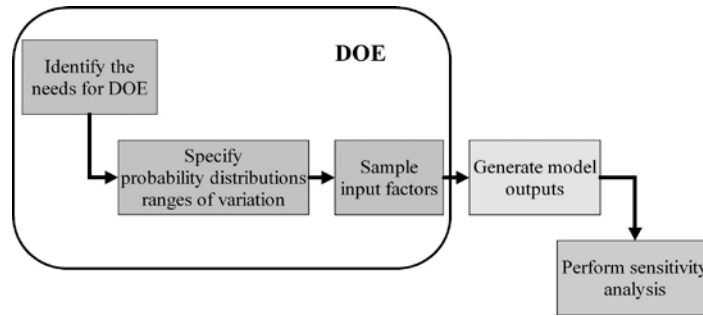 DOE
Identify the
needs for DOE
Specify
probability distributions
ranges of variation
Sample
input factors
Generate model
outputs
Perform sensitivity
analysis